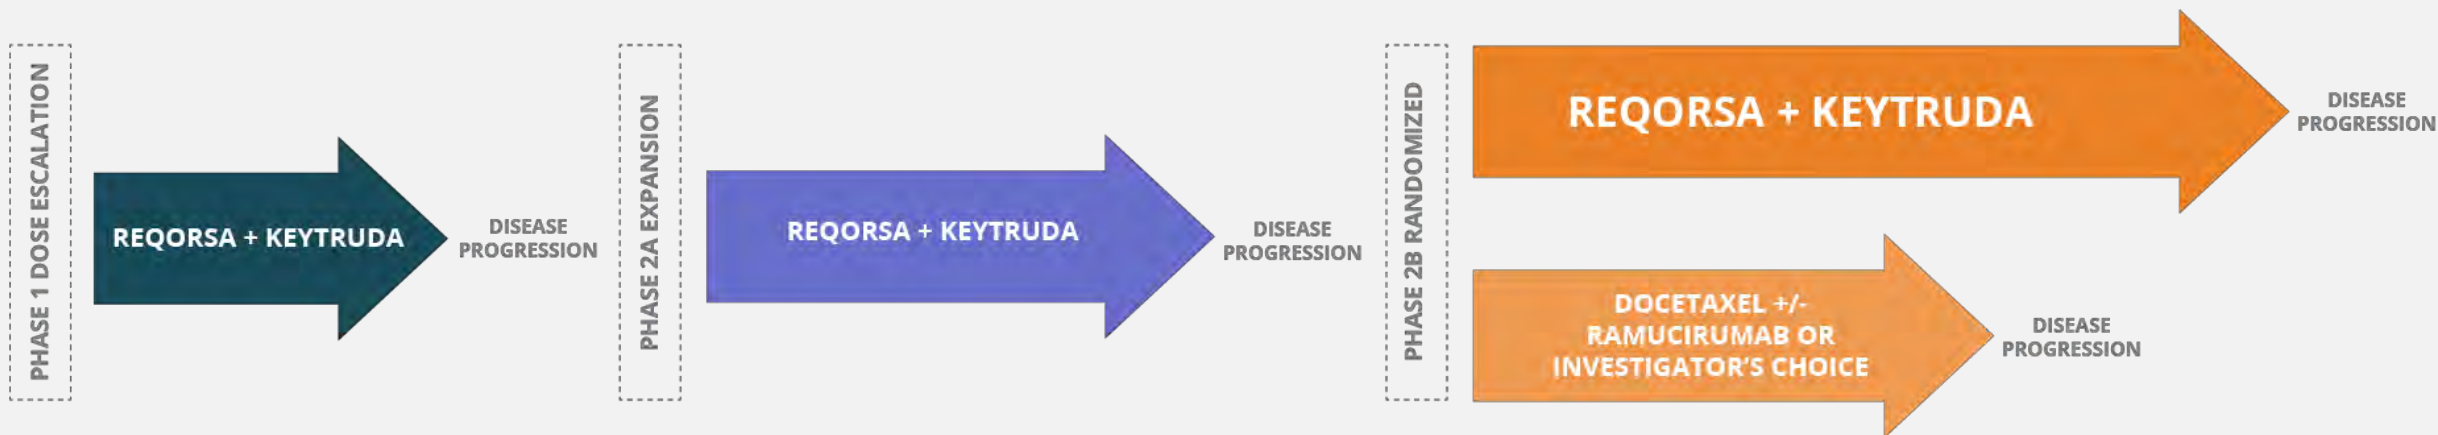 PHASE 1 DOSE ESCALATION
REQORSA + KEYTRUDA
DISEASE
PROGRESSION
PHASE 2A EXPANSION
REQORSA + KEYTRUDA
DISEASE
PROGRESSION
PHASE 2B RANDOMIZED
REQORSA + KEYTRUDA
DISEASE
PROGRESSION
DOCETAXEL +/-
RAMUCIRUMAB OR
INVESTIGATOR'S CHOICE
DISEASE
PROGRESSION